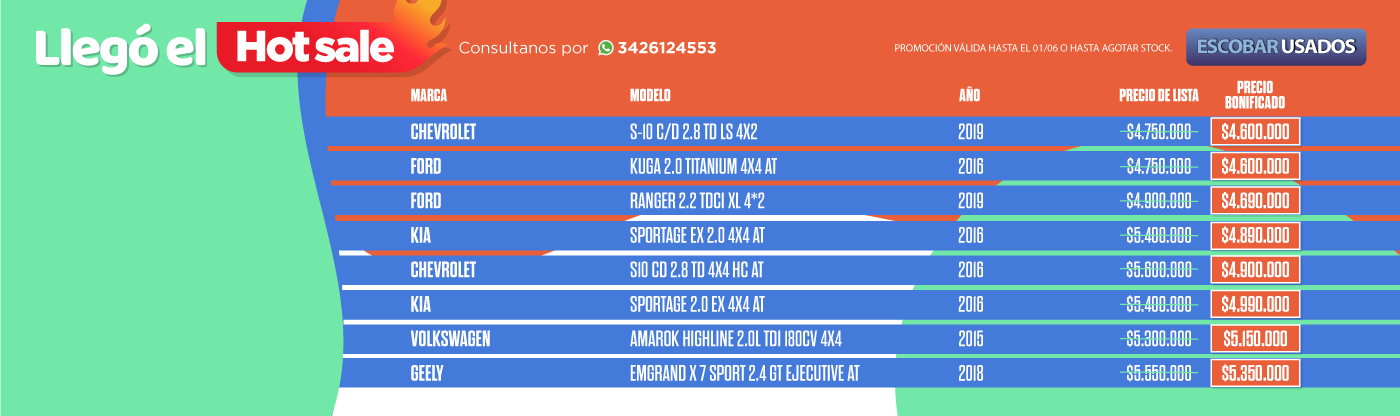 Llegó el Hot sale
Consultanos por 3426124553
PROMOCIÓN VÁLIDA HASTA EL 01/06 O HASTA AGOTAR STOCK.
ESCOBAR USADOS
MARCA MODELO AÑO PRECIO DE LISTA PRECIO
BONIFICADO
CHEVROLET S-10 C/D 2.8 TD LS 4X2 2019 $4.750.000 $4.600.000
FORD KUGA 2.0 TITANIUM 4X4 AT 2016 $4.750.000 $4.600.000
FORD RANGER 2.2 TDCI XL 4*2 2019 $4.900.000 $4.690.000
KIA SPORTAGE EX 2.0 4X4 AT 2016 $5.400.000 $4.890.000
CHEVROLET S10 CD 2.8 TD 4X4 HC AT 2016 $5.600.000 $4.900.000
KIA SPORTAGE 2.0 EX 4X4 AT 2016 $5.400.000 $4.990.000
VOLKSWAGEN AMAROK HIGHLINE 2.0L TDI 180CV 4X4 2015 $5.300.000 $5.150.000
GEELY EMGRAND X 7 SPORT 2.4 GT EJECUTIVE AT 2018 $5.550.000 $5.350.000